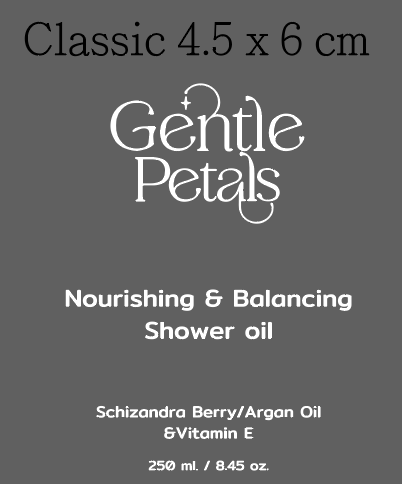 Classic 4.5 x 6 cm
Gentle
Petals
Nourishing & Balancing
Shower oil
Schizandra Berry/Argan Oil
&Vitamin E
250 ml. / 8.45 oz.